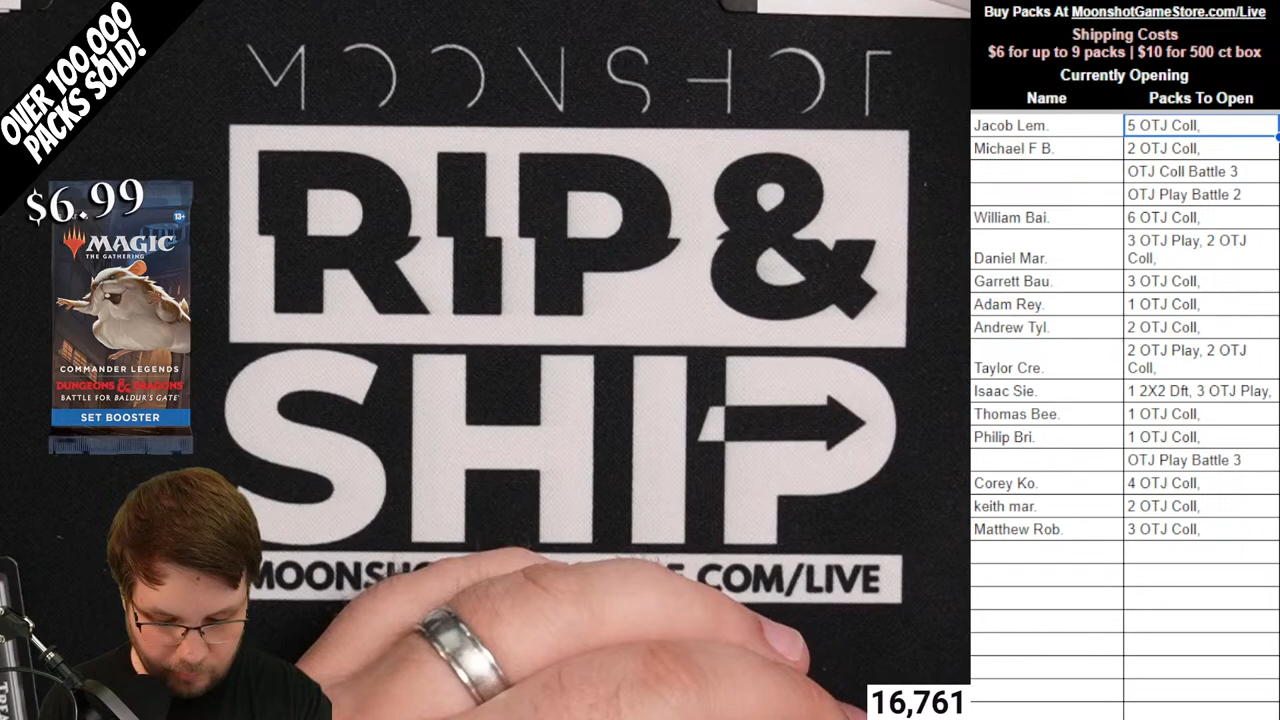 OVER 100,000
PACKS SOLD!
$6.99
13+
MAGIC
THE GATHERING
COMMANDER LEGENDS
DUNGEONS & DRAGONS
BATTLE FOR BALDUR'S GATE
SET BOOSTER
MOONSHOT
RIP &
SHIP
MOONSH COM/LIVE
16,761
Buy Packs At MoonshotGameStore.com/Live
Shipping Costs
$6 for up to 9 packs | $10 for 500 ct box
Currently Opening
Name Packs To Open
Jacob Lem. 5 OTJ Coll,
Michael F B. 2 OTJ Coll,
OTJ Coll Battle 3
OTJ Play Battle 2
William Bai. 6 OTJ Coll,
3 OTJ Play, 2 OTJ
Daniel Mar. Coll,
Garrett Bau. 3 OTJ Coll,
Adam Rey. 1 OTJ Coll,
Andrew Tyl. 2 OTJ Coll,
2 OTJ Play, 2 OTJ
Taylor Cre. Coll,
Isaac Sie. 1 2X2 Dft, 3 OTJ Play,
Thomas Bee. 1 OTJ Coll,
Philip Bri. 1 OTJ Coll,
OTJ Play Battle 3
Corey Ko. 4 OTJ Coll,
keith mar. 2 OTJ Coll,
Matthew Rob. 3 OTJ Coll,